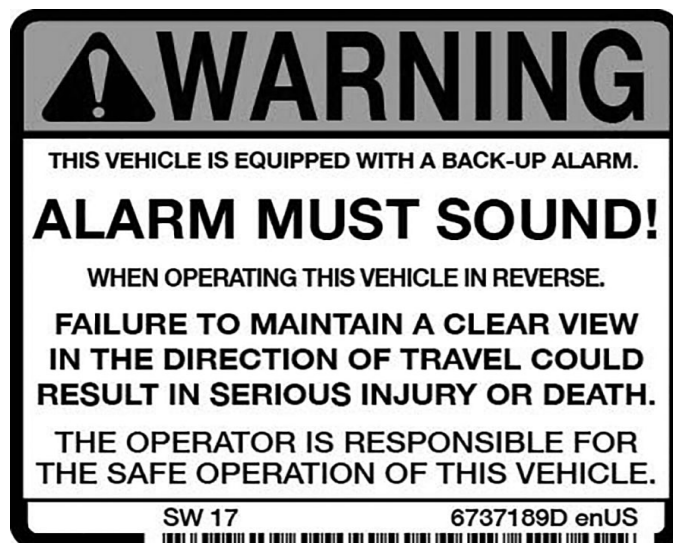 WARNING
THIS VEHICLE IS EQUIPPED WITH A BACK-UP ALARM.
ALARM MUST SOUND!
WHEN OPERATING THIS VEHICLE IN REVERSE.
FAILURE TO MAINTAIN A CLEAR VIEW
IN THE DIRECTION OF TRAVEL COULD
RESULT IN SERIOUS INJURY OR DEATH.
THE OPERATOR IS RESPONSIBLE FOR
THE SAFE OPERATION OF THIS VEHICLE.
SW 17 6737189D enUS